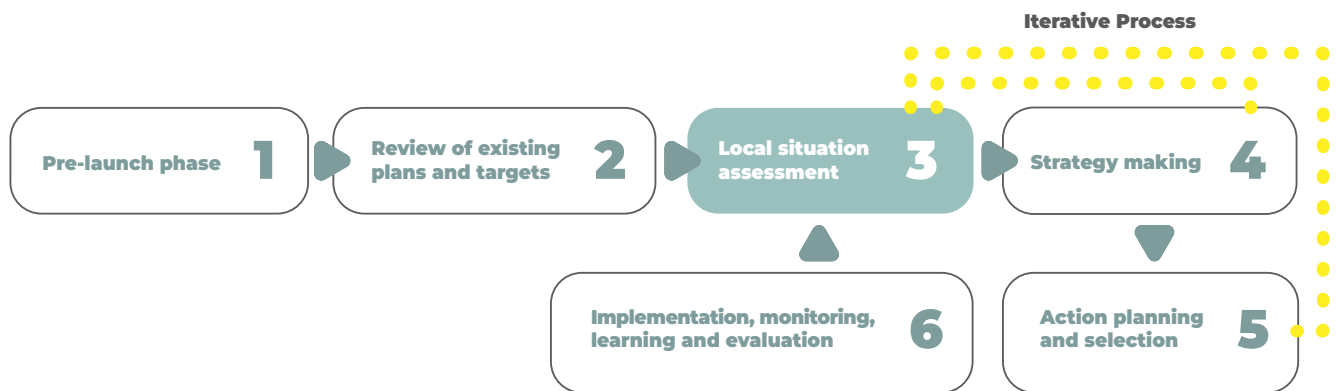 Iterative Process
Pre-launch phase
1
Review of existing
plans and targets
2
Local situation
assessment
3
Strategy making
4
Action planning
and selection
5
Implementation, monitoring,
learning and evaluation
6